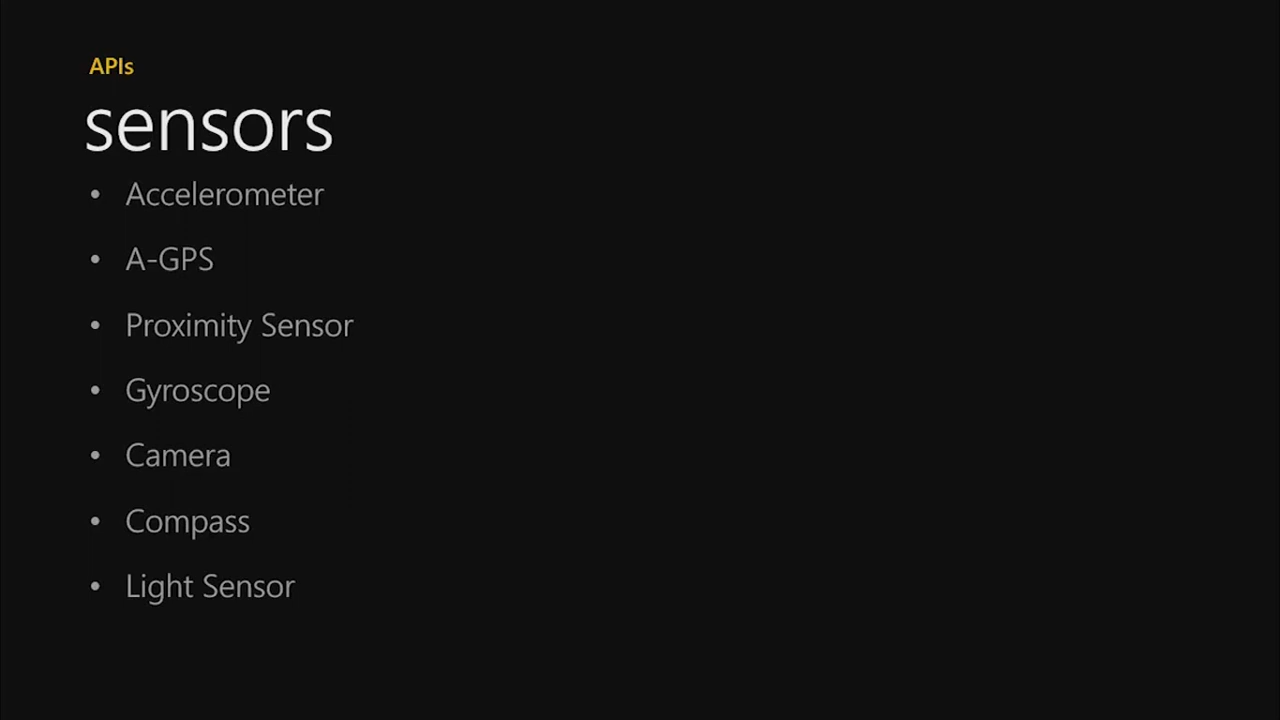 APIs
sensors
• Accelerometer
• A-GPS
• Proximity Sensor
• Gyroscope
• Camera
• Compass
• Light Sensor